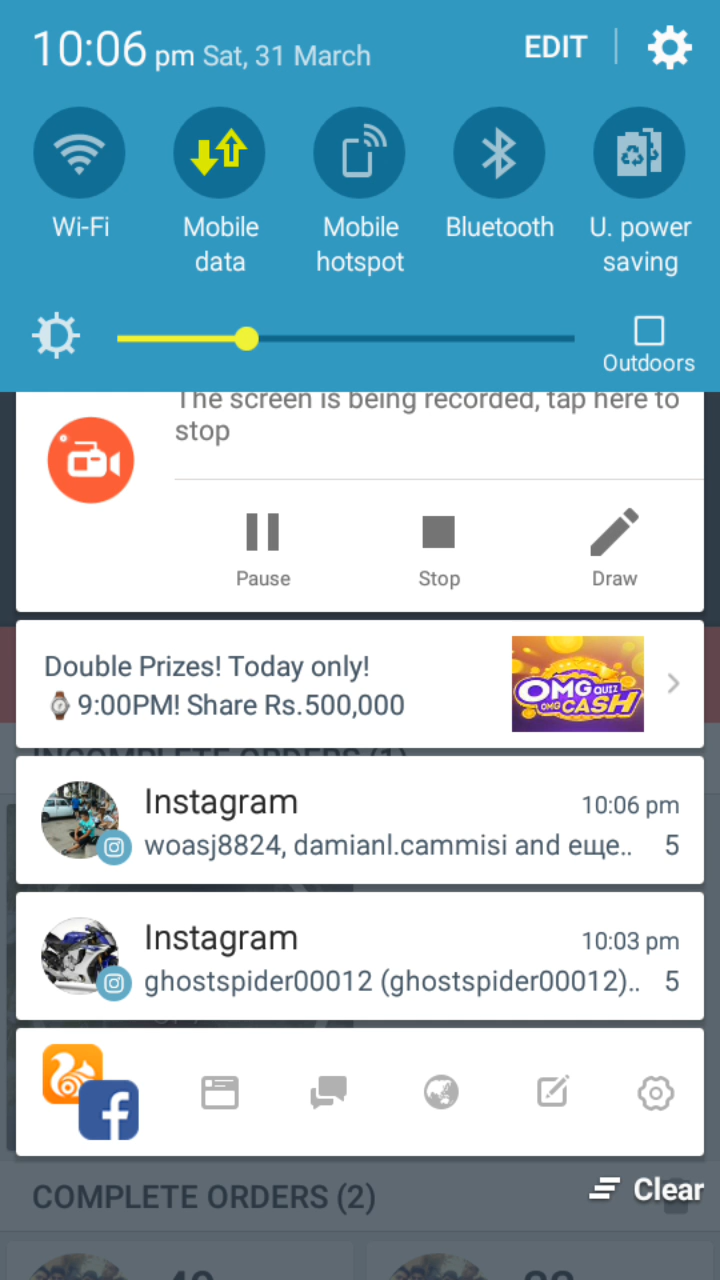 10:06 pm Sat, 31 March EDIT
Wi-Fi
Mobile data
Mobile hotspot
Bluetooth
U. power saving
Outdoors
The screen is being recorded, tap here to
stop
Pause Stop Draw
Double Prizes! Today only!
⌚ 9:00PM! Share Rs.500,000
OMG QUIZ
OMG CASH
INCOMPLETE ORDERS (1)
Instagram 10:06 pm
woasj8824, damianl.cammisi and еще.. 5
Instagram 10:03 pm
ghostspider00012 (ghostspider00012).. 5
f
COMPLETE ORDERS (2)
Clear